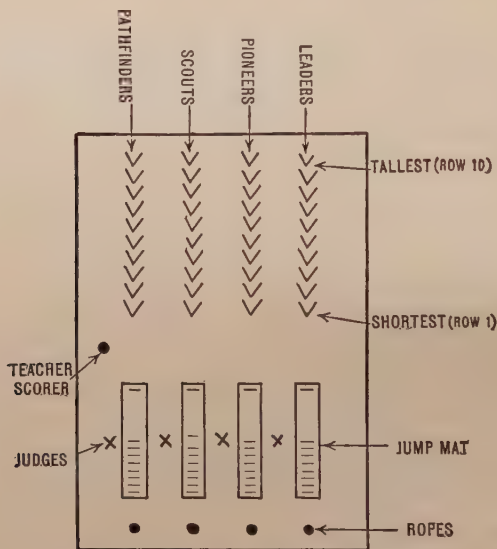 PATHFINDERS
SCOUTS
PIONEERS
LEADERS
TALLEST (ROW 10)
SHORTEST (ROW 1)
TEACHER
SCORER
JUDGES
JUMP MAT
ROPES